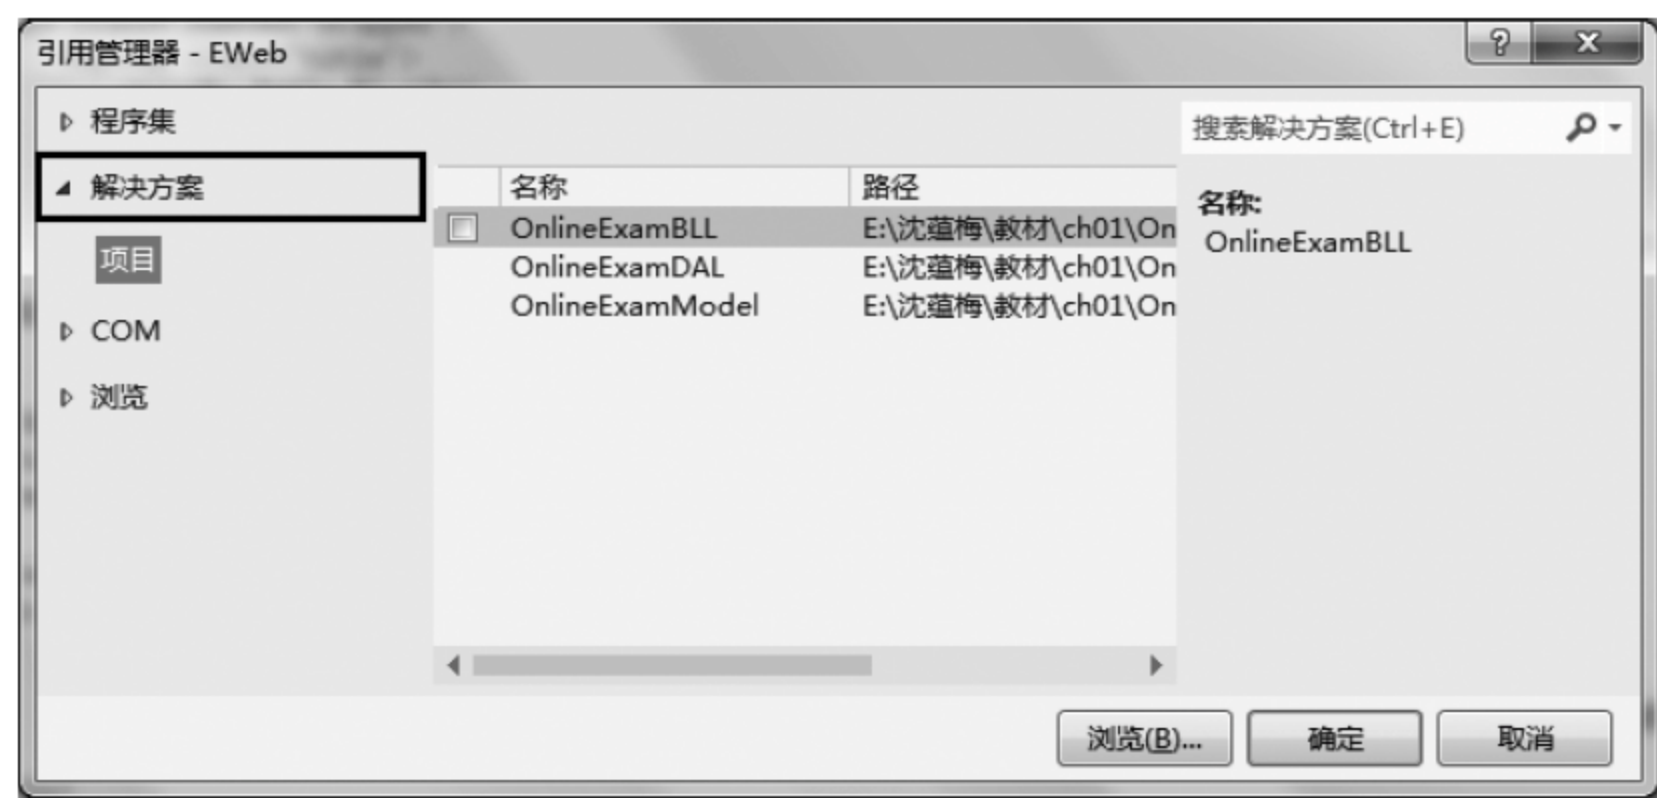 引用管理器 - EWeb
程序集
搜索解决方案(Ctrl+E)
解决方案
项目
COM
浏览
名称 路径
OnlineExamBLL E:\沈蕴梅\教材\ch01\On
OnlineExamDAL E:\沈蕴梅\教材\ch01\On
OnlineExamModel E:\沈蕴梅\教材\ch01\On
名称:
OnlineExamBLL
浏览(B)... 确定 取消